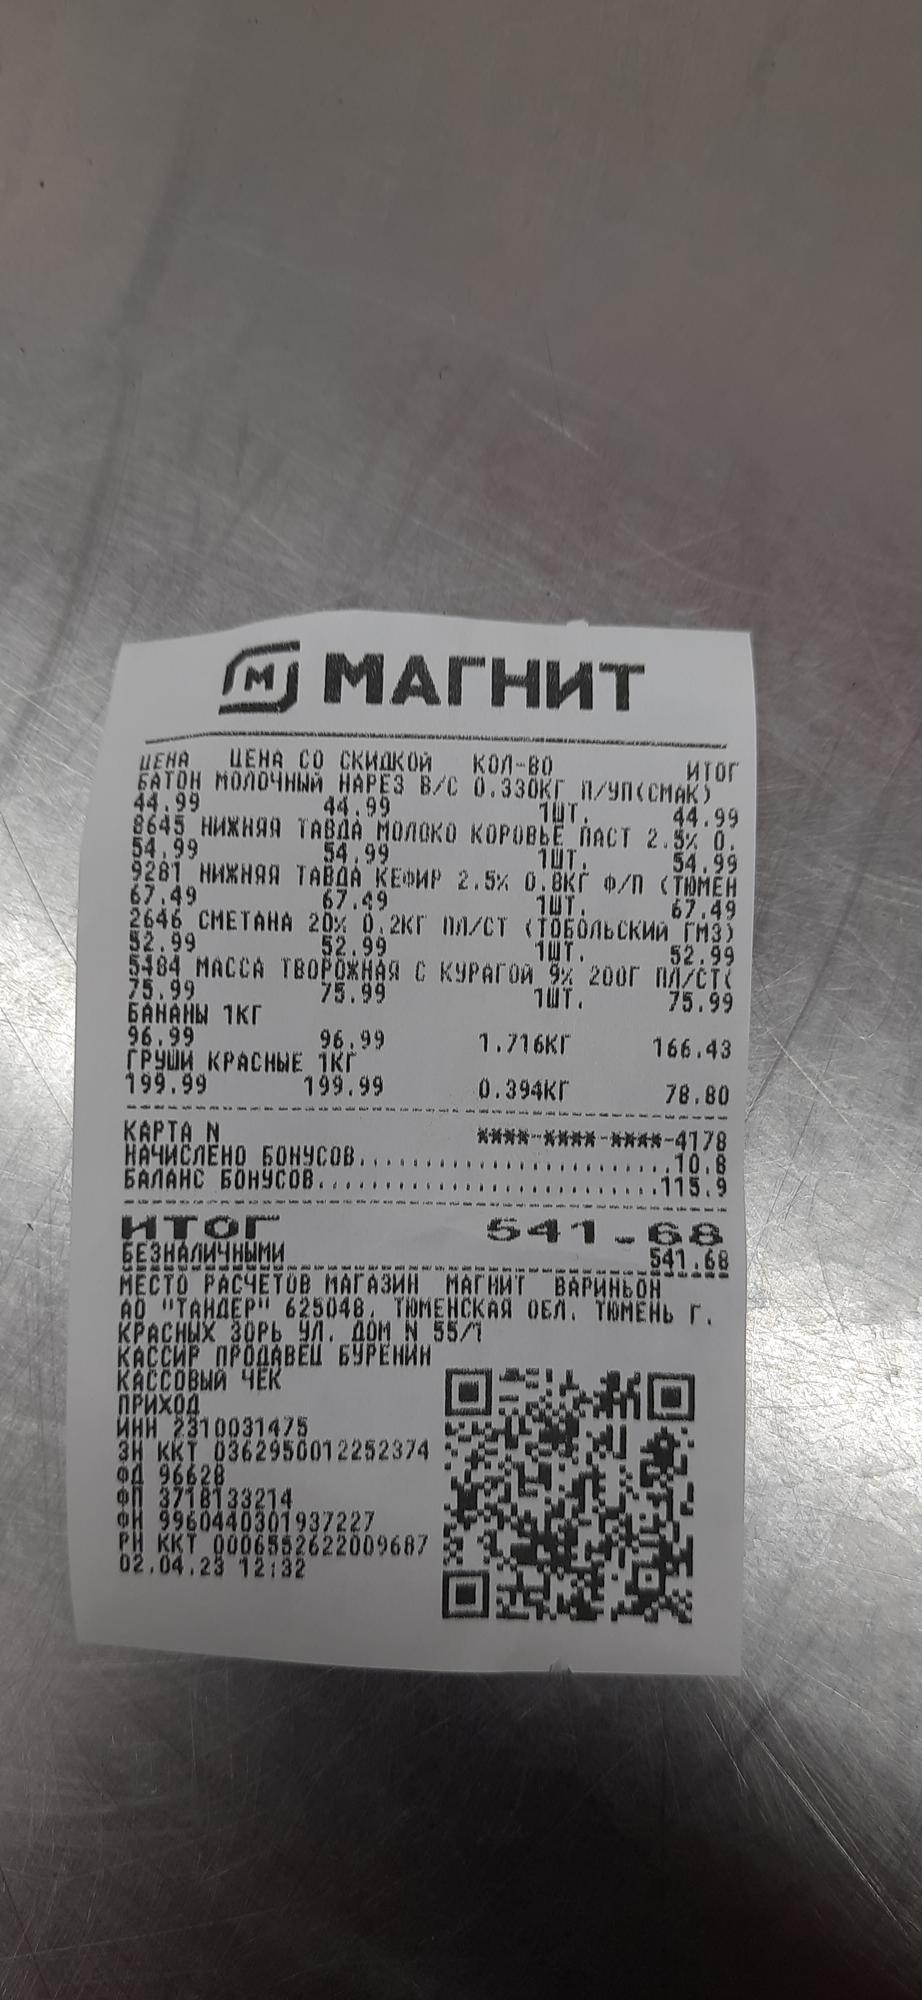 МАГНИТ
ЦЕНА ЦЕНА СО СКИДКОЙ КОЛ-ВО ИТОГ
БАТОН МОЛОЧНЫЙ НАРЕЗ В/С 0.330КГ П/УП(СМАК)
44.99 44.99 1ШТ. 44.99
8645 НИЖНЯЯ ТАВДА МОЛОКО КОРОВЬЕ ПАСТ 2.5% 0.
54.99 54.99 1ШТ. 54.99
9281 НИЖНЯЯ ТАВДА КЕФИР 2.5% 0.8КГ Ф/П (ТЮМЕН
67.49 67.49 1ШТ. 67.49
2646 СМЕТАНА 20% 0.2КГ ПЛ/СТ (ТОБОЛЬСКИЙ ГМЗ)
52.99 52.99 1ШТ. 52.99
5484 МАССА ТВОРОЖНАЯ С КУРАГОЙ 9% 200Г ПЛ/СТ(
75.99 75.99 1ШТ. 75.99
БАНАНЫ 1КГ
96.99 96.99 1.716КГ 166.43
ГРУШИ КРАСНЫЕ 1КГ
199.99 199.99 0.394КГ 78.80
КАРТА N ****-****-****-4178
НАЧИСЛЕНО БОНУСОВ..........................10.8
БАЛАНС БОНУСОВ............................115.9
ИТОГ 541.68
БЕЗНАЛИЧНЫМИ 541.68
МЕСТО РАСЧЕТОВ МАГАЗИН МАГНИТ ВАРИНЬОН
АО "ТАНДЕР" 625048, ТЮМЕНСКАЯ ОБЛ. ТЮМЕНЬ Г.
КРАСНЫХ ЗОРЬ УЛ. ДОМ N 55/1
КАССИР ПРОДАВЕЦ БУРЕНИН
КАССОВЫЙ ЧЕК
ПРИХОД
ИНН 2310031475
ЗН ККТ 0362950012252374
ФД 96628
ФП 3718133214
ФН 9960440301937227
РН ККТ 0006552622009687
02.04.23 12:32